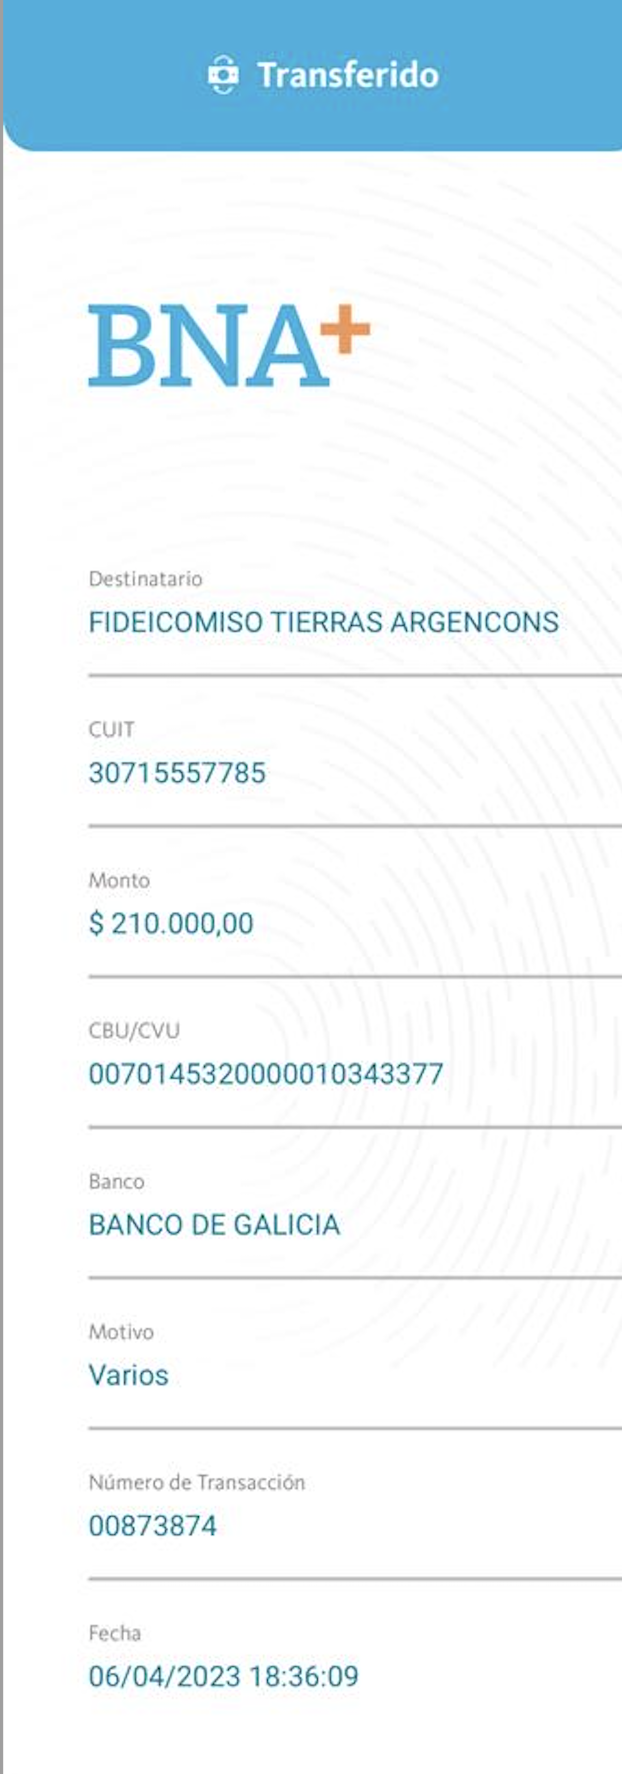 Transferido
BNA+
Destinatario
FIDEICOMISO TIERRAS ARGENCONS
CUIT
30715557785
Monto
$ 210.000,00
CBU/CVU
0070145320000010343377
Banco
BANCO DE GALICIA
Motivo
Varios
Número de Transacción
00873874
Fecha
06/04/2023 18:36:09